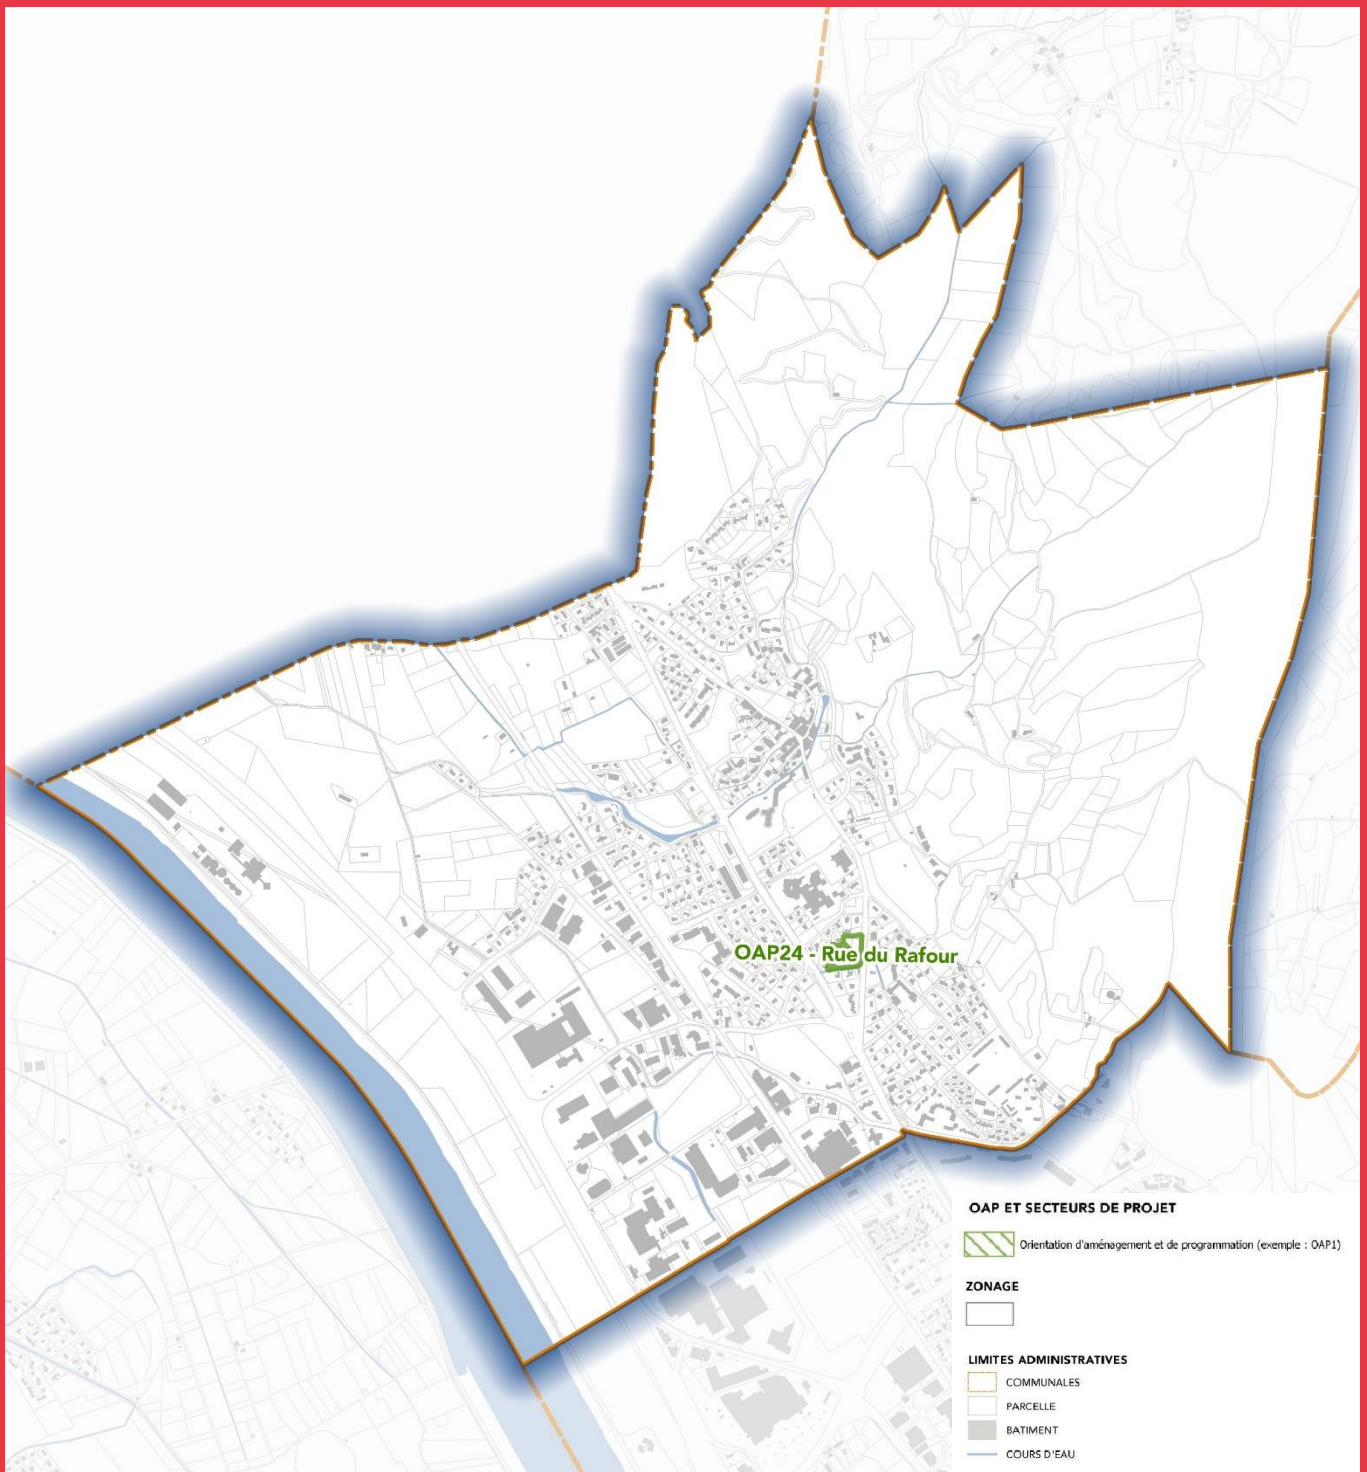 OAP24 - Rue du Rafour
OAP ET SECTEURS DE PROJET
Orientation d'aménagement et de programmation (exemple : OAP1)
ZONAGE
LIMITES ADMINISTRATIVES
COMMUNALES
PARCELLE
BATIMENT
COURS D'EAU